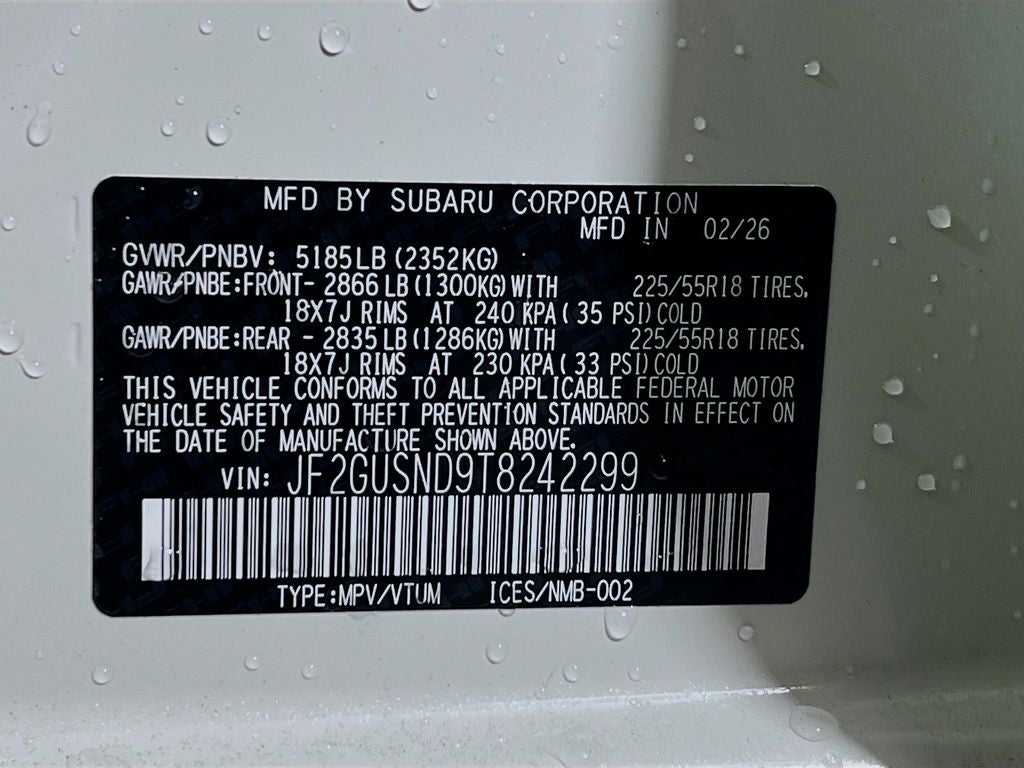 MFD BY SUBARU CORPORATION
MFD IN 02/26
GVWR/PNBV: 5185LB(2352KG)
GAWR/PNBE:FRONT- 2866 LB(1300KG)WITH 225/55R18 TIRES,
18X7J RIMS AT 240 KPA( 35 PSI)COLD
GAWR/PNBE:REAR - 2835 LB(1286KG)WITH 225/55R18 TIRES,
18X7J RIMS AT 230 KPA( 33 PSI)COLD
THIS VEHICLE CONFORMS TO ALL APPLICABLE FEDERAL MOTOR
VEHICLE SAFETY AND THEFT PREVENTION STANDARDS IN EFFECT ON
THE DATE OF MANUFACTURE SHOWN ABOVE.
VIN: JF2GUSND9T8242299
TYPE:MPV/VTUM ICES/NMB-002